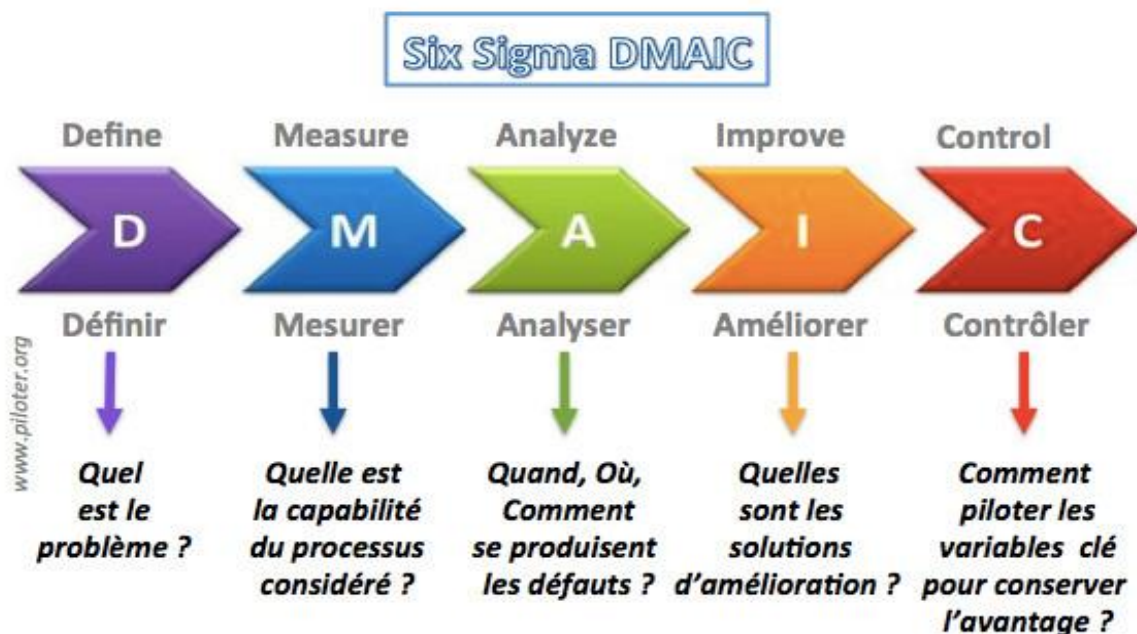 Six Sigma DMAIC
Define Measure Analyze Improve Control
D M A I C
Définir Mesurer Analyser Améliorer Contrôler
www.piloter.org
Quel
est le
problème ?
Quelle est
la capabilité
du processus
considéré ?
Quand, Où,
Comment
se produisent
les défauts ?
Quelles
sont les
solutions
d'amélioration ?
Comment
piloter les
variables clé
pour conserver
l'avantage ?